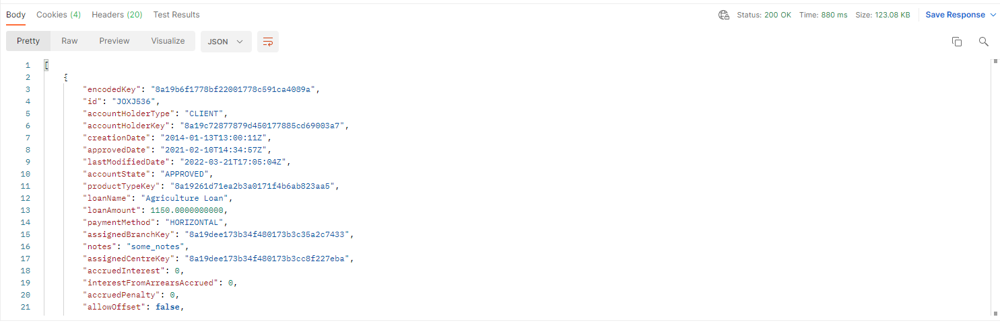 Body Cookies (4) Headers (20) Test Results Status: 200 OK Time: 880 ms Size: 123.08 KB Save Response
Pretty Raw Preview Visualize JSON
1 [
2 {
3 "encodedKey": "8a19b6f1778bf22001778c591ca4089a",
4 "id": "JOXJ536",
5 "accountHolderType": "CLIENT",
6 "accountHolderKey": "8a19c72877879d450177885cd69003a7",
7 "creationDate": "2014-01-13T13:00:11Z",
8 "approvedDate": "2021-02-10T14:34:57Z",
9 "lastModifiedDate": "2022-03-21T17:05:04Z",
10 "accountState": "APPROVED",
11 "productTypeKey": "8a19261d71ea2b3a0171f4b6ab823aa5",
12 "loanName": "Agriculture Loan",
13 "loanAmount": 1150.0000000000,
14 "paymentMethod": "HORIZONTAL",
15 "assignedBranchKey": "8a19dee173b34f480173b3c35a2c7433",
16 "notes": "some_notes",
17 "assignedCentreKey": "8a19dee173b34f480173b3cc8f227eba",
18 "accruedInterest": 0,
19 "interestFromArrearsAccrued": 0,
20 "accruedPenalty": 0,
21 "allowOffset": false,